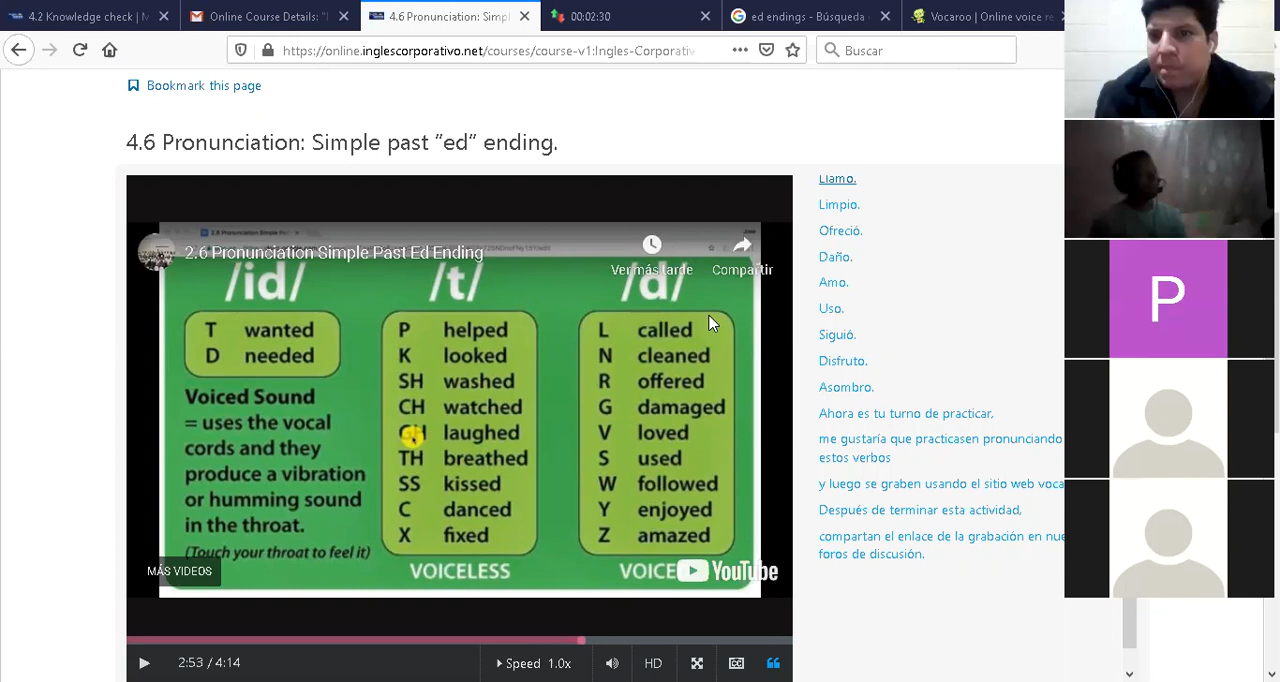 4.2 Knowledge check | M
Online Course Details: "I
4.6 Pronunciation: Simpl
00:02:30
ed endings - Búsqueda
Vocaroo | Online voice re
https://online.inglescorporativo.net/courses/course-v1:Ingles-Corporativ
Buscar
Bookmark this page
4.6 Pronunciation: Simple past “ed” ending.
2.6 Pronunciation Simple Past Ed Ending
Ver más tarde
Compartir
/id/
T wanted
D needed
Voiced Sound
= uses the vocal
cords and they
produce a vibration
or humming sound
in the throat.
(Touch your throat to feel it)
MÁS VIDEOS
/t/
P helped
K looked
SH washed
CH watched
GH laughed
TH breathed
SS kissed
C danced
X fixed
VOICELESS
/d/
L called
N cleaned
R offered
G damaged
V loved
S used
W followed
Y enjoyed
Z amazed
VOICE
YouTube
2:53 / 4:14
Speed 1.0x
HD
CC
Llamo.
Limpio.
Ofreció.
Daño.
Amo.
Uso.
Siguió.
Disfruto.
Asombro.
Ahora es tu turno de practicar,
me gustaría que practicasen pronunciando
estos verbos
y luego se graben usando el sitio web voca
Después de terminar esta actividad,
compartan el enlace de la grabación en nue
foros de discusión.
P